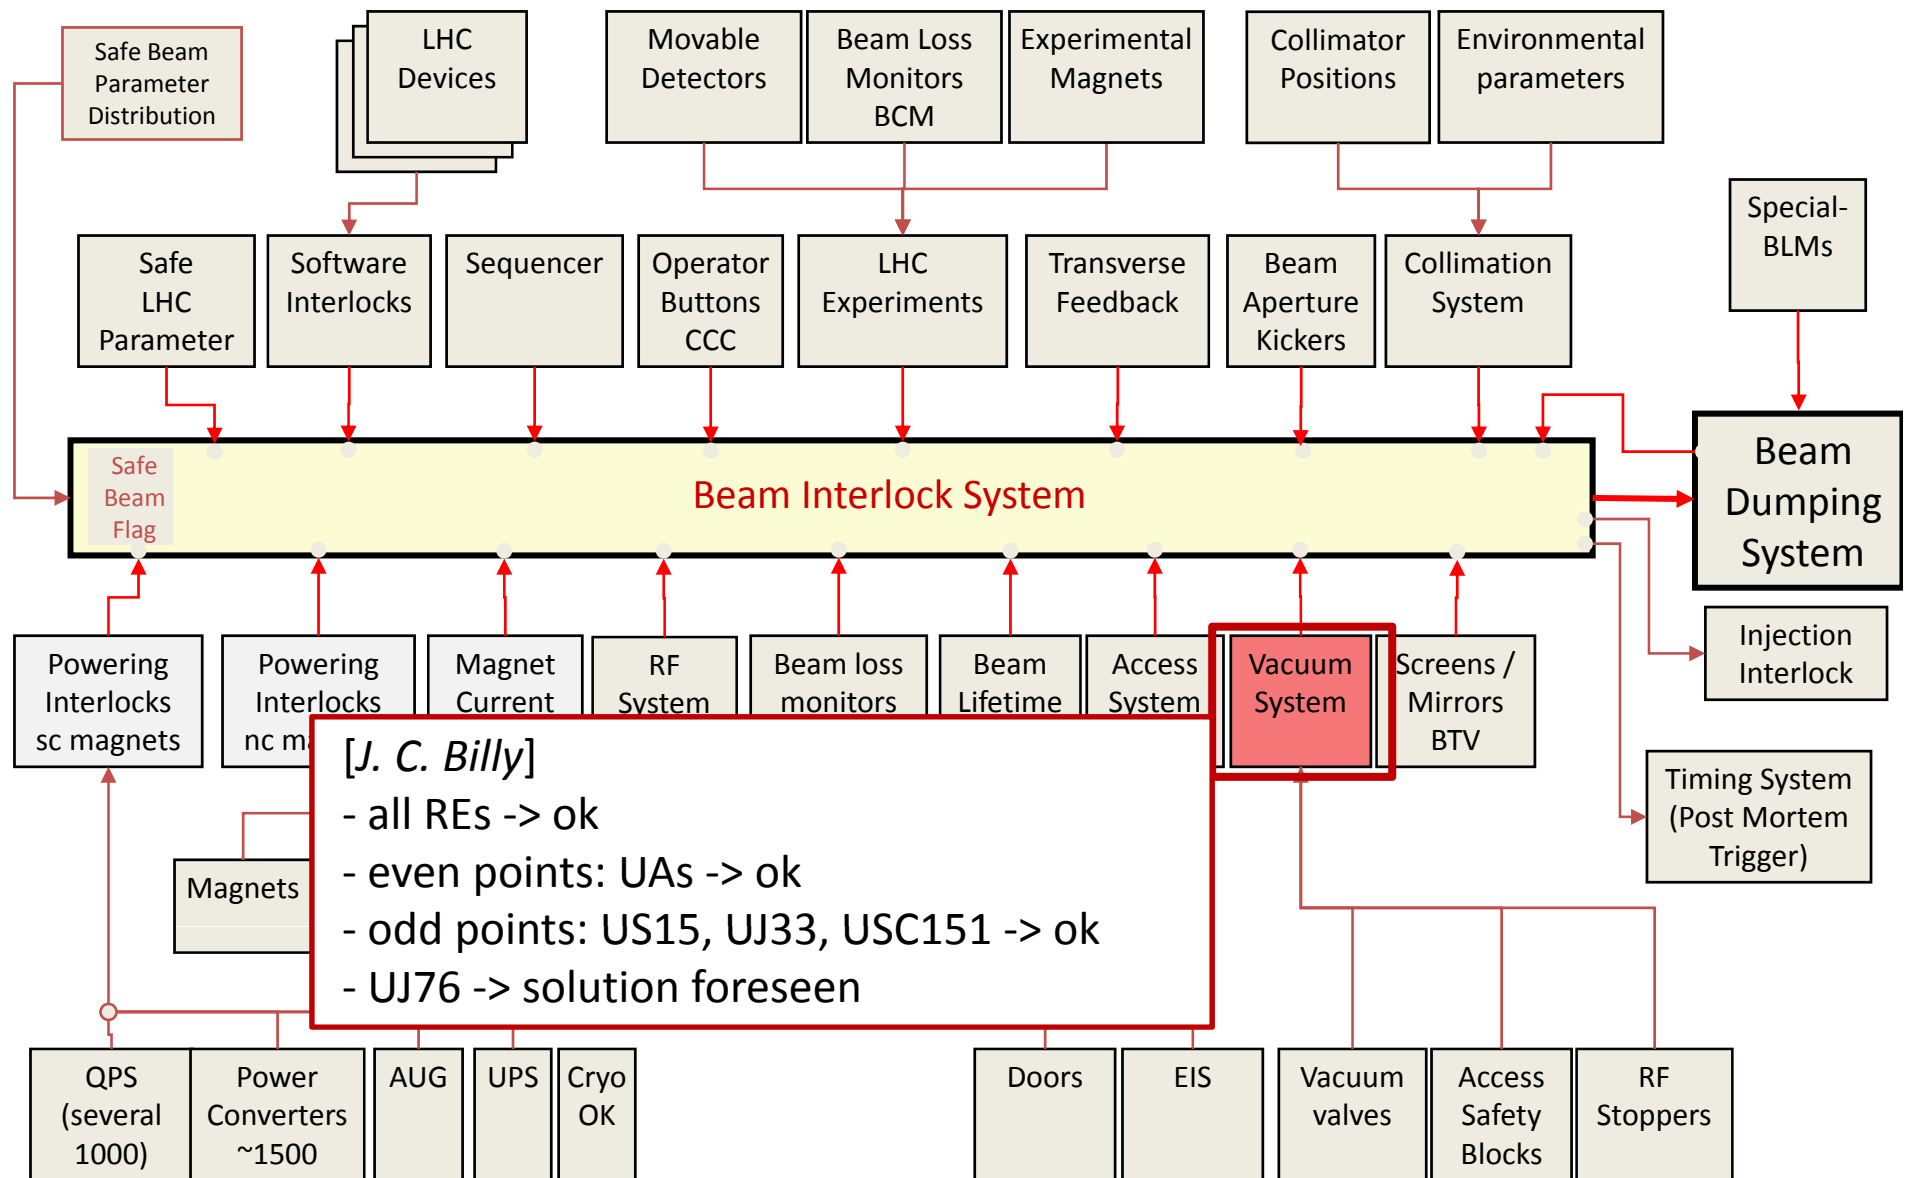 Safe Beam
Parameter
Distribution
LHC
Devices
Movable
Detectors
Beam Loss
Monitors
BCM
Experimental
Magnets
Collimator
Positions
Environmental
parameters
Special-
BLMs
Safe
LHC
Parameter
Software
Interlocks
Sequencer
Operator
Buttons
CCC
LHC
Experiments
Transverse
Feedback
Beam
Aperture
Kickers
Collimation
System
Safe
Beam
Flag
Beam Interlock System
Beam
Dumping
System
Powering
Interlocks
sc magnets
Powering
Interlocks
nc ma
Magnet
Current
RF
System
Beam loss
monitors
Beam
Lifetime
Access
System
Vacuum
System
Screens /
Mirrors
BTV
Injection
Interlock
Timing System
(Post Mortem
Trigger)
Magnets
[J. C. Billy]
- all REs -> ok
- even points: UAs -> ok
- odd points: US15, UJ33, USC151 -> ok
- UJ76 -> solution foreseen
QPS
(several
1000)
Power
Converters
~1500
AUG
UPS
Cryo
OK
Doors
EIS
Vacuum
valves
Access
Safety
Blocks
RF
Stoppers